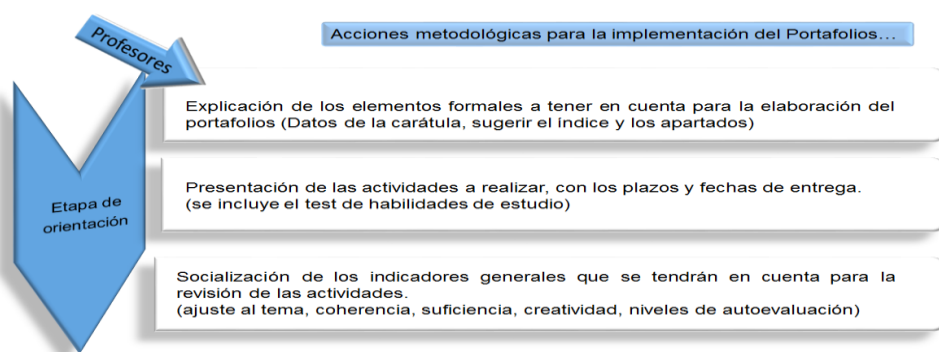 Profesores
Acciones metodológicas para la implementación del Portafolios…
Explicación de los elementos formales a tener en cuenta para la elaboración del
portafolios (Datos de la carátula, sugerir el índice y los apartados)
Presentación de las actividades a realizar, con los plazos y fechas de entrega.
(se incluye el test de habilidades de estudio)
Etapa de
orientación
Socialización de los indicadores generales que se tendrán en cuenta para la
revisión de las actividades.
(ajuste al tema, coherencia, suficiencia, creatividad, niveles de autoevaluación)